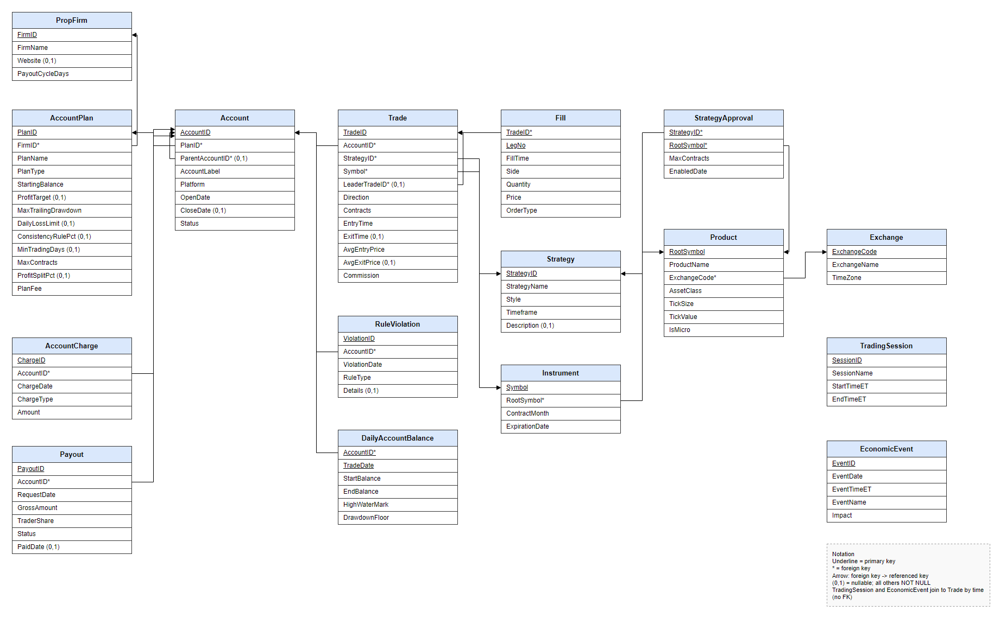 PropFirm
FirmID
FirmName
Website (0,1)
PayoutCycleDays
AccountPlan
PlanID
FirmID*
PlanName
PlanType
StartingBalance
ProfitTarget (0,1)
MaxTrailingDrawdown
DailyLossLimit (0,1)
ConsistencyRulePct (0,1)
MinTradingDays (0,1)
MaxContracts
ProfitSplitPct (0,1)
PlanFee
AccountCharge
ChargeID
AccountID*
ChargeDate
ChargeType
Amount
Payout
PayoutID
AccountID*
RequestDate
GrossAmount
TraderShare
Status
PaidDate (0,1)
Account
AccountID
PlanID*
ParentAccountID* (0,1)
AccountLabel
Platform
OpenDate
CloseDate (0,1)
Status
Trade
TradeID
AccountID*
StrategyID*
Symbol*
LeaderTradeID* (0,1)
Direction
Contracts
EntryTime
ExitTime (0,1)
AvgEntryPrice
AvgExitPrice (0,1)
Commission
RuleViolation
ViolationID
AccountID*
ViolationDate
RuleType
Details (0,1)
DailyAccountBalance
AccountID*
TradeDate
StartBalance
EndBalance
HighWaterMark
DrawdownFloor
Fill
TradeID*
LegNo
FillTime
Side
Quantity
Price
OrderType
Strategy
StrategyID
StrategyName
Style
Timeframe
Description (0,1)
Instrument
Symbol
RootSymbol*
ContractMonth
ExpirationDate
StrategyApproval
StrategyID*
RootSymbol*
MaxContracts
EnabledDate
Product
RootSymbol
ProductName
ExchangeCode*
AssetClass
TickSize
TickValue
IsMicro
Exchange
ExchangeCode
ExchangeName
TimeZone
TradingSession
SessionID
SessionName
StartTimeET
EndTimeET
EconomicEvent
EventID
EventDate
EventTimeET
EventName
Impact
Notation
Underline = primary key
* = foreign key
Arrow: foreign key -> referenced key
(0,1) = nullable; all others NOT NULL
TradingSession and EconomicEvent join to Trade by time
(no FK)